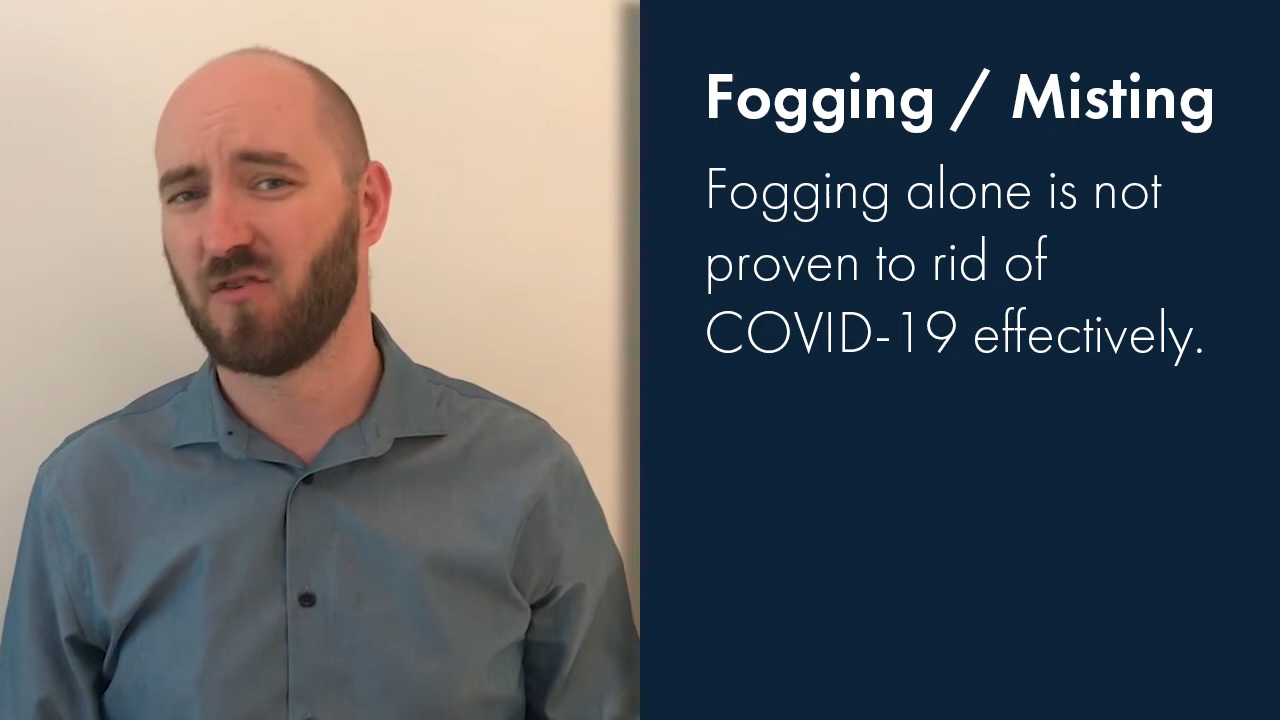 Fogging / Misting
Fogging alone is not
proven to rid of
COVID-19 effectively.